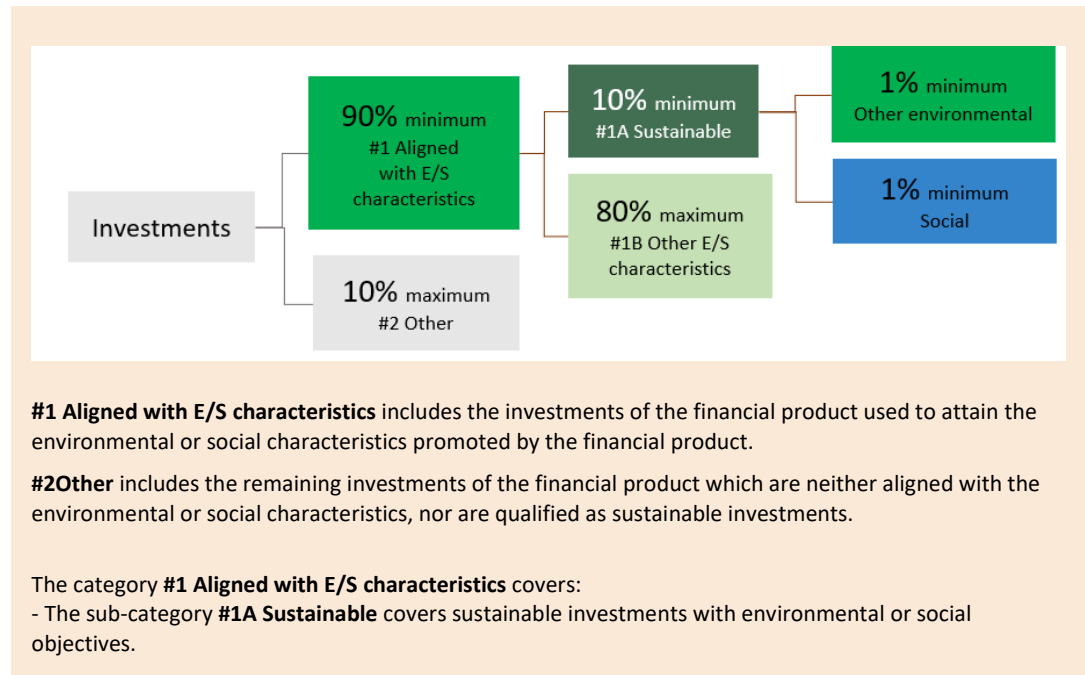 90% minimum
#1 Aligned
with E/S
characteristics
10% minimum
#1A Sustainable
1% minimum
Other environmental
Investments
80% maximum
#1B Other E/S
characteristics
1% minimum
Social
10% maximum
#2 Other
#1 Aligned with E/S characteristics includes the investments of the financial product used to attain the
environmental or social characteristics promoted by the financial product.
#2Other includes the remaining investments of the financial product which are neither aligned with the
environmental or social characteristics, nor are qualified as sustainable investments.
The category #1 Aligned with E/S characteristics covers:
- The sub-category #1A Sustainable covers sustainable investments with environmental or social
objectives.